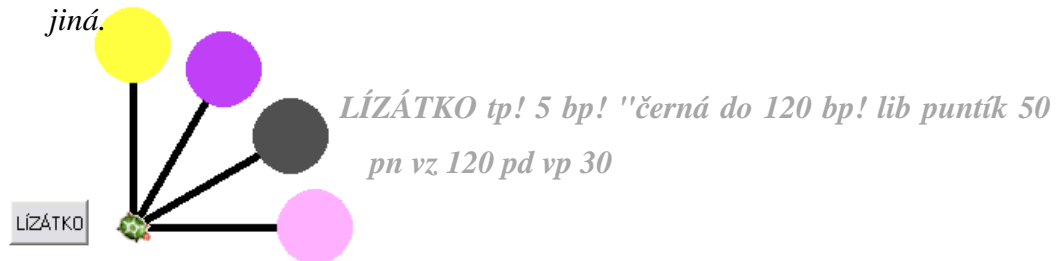 jiná.
LÍZÁTKO tp! 5 bp! "černá do 120 bp! lib puntík 50
pn vz 120 pd vp 30
LÍZÁTKO